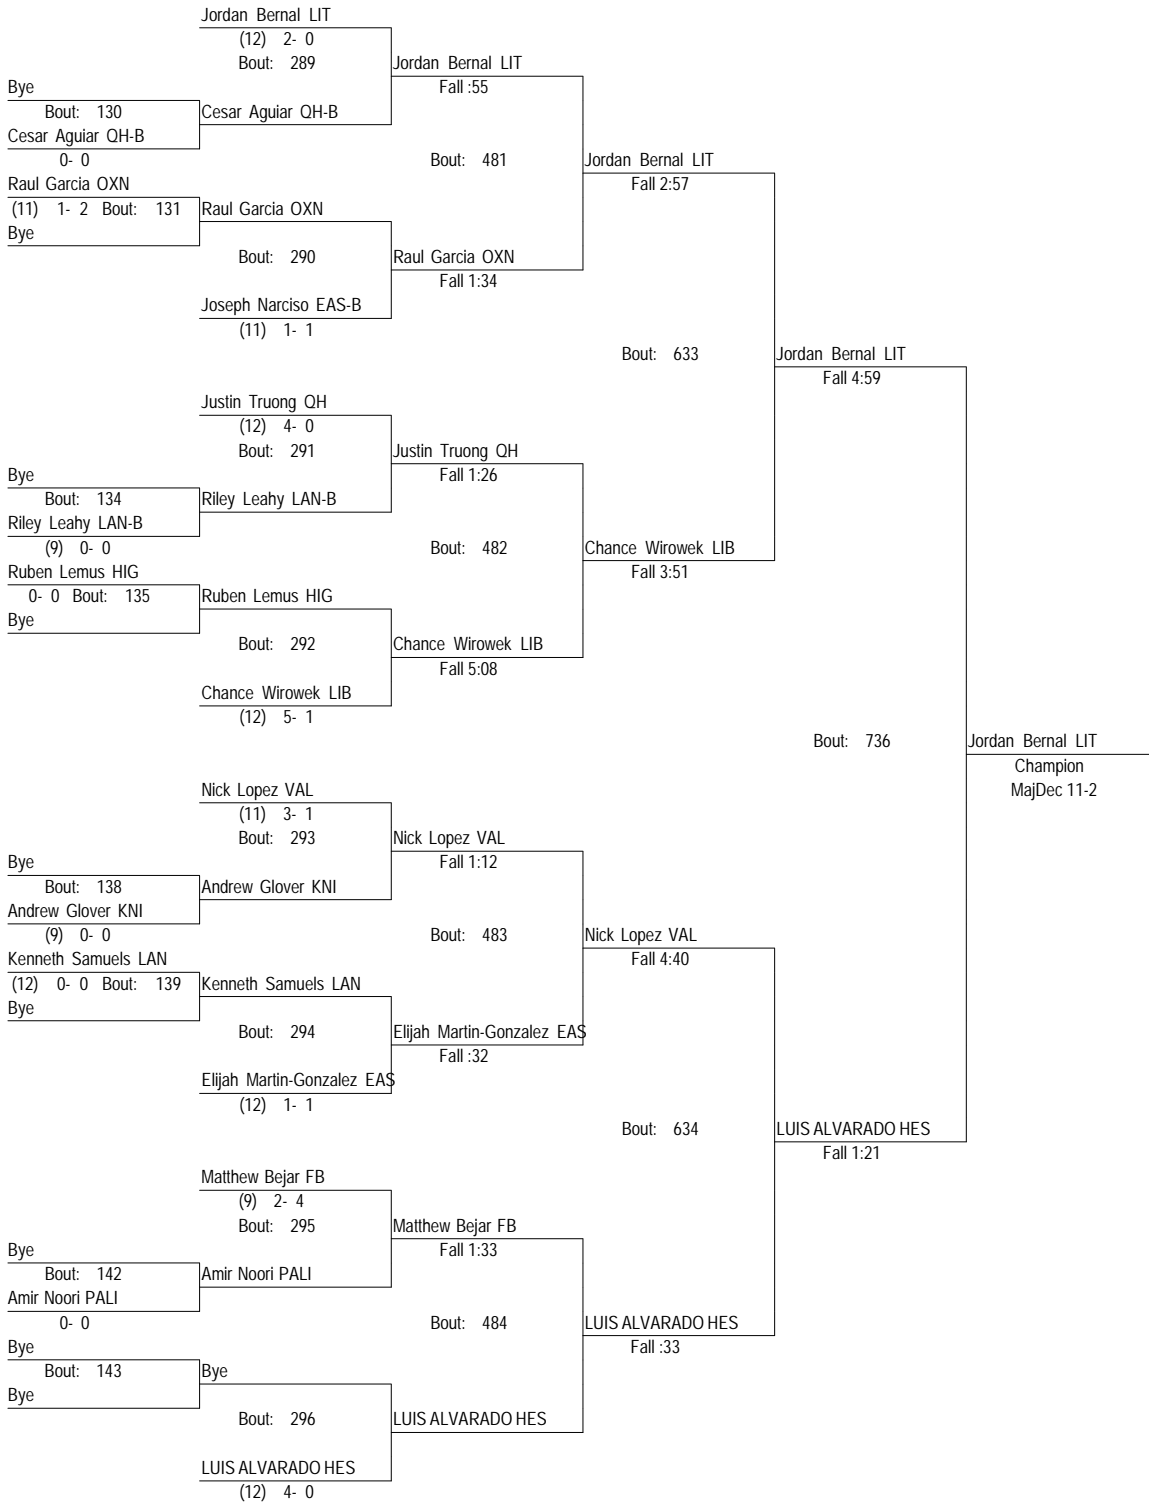 Jordan Bernal LIT
(12) 2- 0
Bout: 289
Jordan Bernal LIT
Fall :55
Bye
Bout: 130
Cesar Aguiar QH-B
Cesar Aguiar QH-B
0- 0
Bout: 481
Jordan Bernal LIT
Fall 2:57
Raul Garcia OXN
(11) 1- 2 Bout: 131
Raul Garcia OXN
Bye
Bout: 290
Raul Garcia OXN
Fall 1:34
Joseph Narciso EAS-B
(11) 1- 1
Bout: 633
Jordan Bernal LIT
Fall 4:59
Justin Truong QH
(12) 4- 0
Bout: 291
Justin Truong QH
Fall 1:26
Bye
Bout: 134
Riley Leahy LAN-B
Riley Leahy LAN-B
(9) 0- 0
Bout: 482
Chance Wirowek LIB
Fall 3:51
Ruben Lemus HIG
0- 0 Bout: 135
Ruben Lemus HIG
Bye
Bout: 292
Chance Wirowek LIB
Fall 5:08
Chance Wirowek LIB
(12) 5- 1
Bout: 736
Jordan Bernal LIT
Champion
MajDec 11-2
Nick Lopez VAL
(11) 3- 1
Bout: 293
Nick Lopez VAL
Fall 1:12
Bye
Bout: 138
Andrew Glover KNI
Andrew Glover KNI
(9) 0- 0
Bout: 483
Nick Lopez VAL
Fall 4:40
Kenneth Samuels LAN
(12) 0- 0 Bout: 139
Kenneth Samuels LAN
Bye
Bout: 294
Elijah Martin-Gonzalez EAS
Fall :32
Elijah Martin-Gonzalez EAS
(12) 1- 1
Bout: 634
LUIS ALVARADO HES
Fall 1:21
Matthew Bejar FB
(9) 2- 4
Bout: 295
Matthew Bejar FB
Fall 1:33
Bye
Bout: 142
Amir Noori PALI
Amir Noori PALI
0- 0
Bout: 484
LUIS ALVARADO HES
Fall :33
Bye
Bout: 143
Bye
Bye
Bout: 296
LUIS ALVARADO HES
LUIS ALVARADO HES
(12) 4- 0